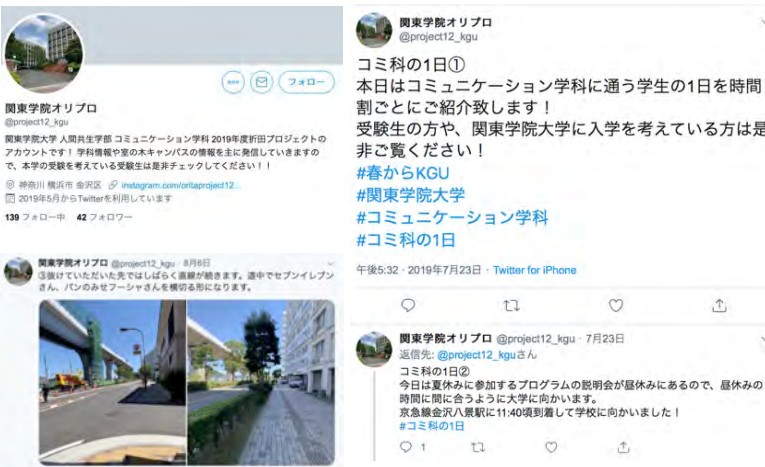 関東学院オリプロ
@project12_kgu
フォロー
関東学院大学 人間共生学部 コミュニケーション学科 2019年度折田プロジェクトの
アカウントです！ 学科情報や室の木キャンパスの情報を主に発信していきますの
で、本学の受験を考えている受験生は是非チェックしてください！！
神奈川 横浜市 金沢区 instagram.com/oritaproject12...
2019年5月からTwitterを利用しています
139 フォロー中 42 フォロワー
関東学院オリプロ @project12_kgu · 8月6日
③抜けていただいた先ではしばらく直線が続きます。道中でセブンイレブン
さん、パンのみせフーシャさんを横切る形になります。
関東学院オリプロ
@project12_kgu
コミ科の1日①
本日はコミュニケーション学科に通う学生の1日を時間
割ごとにご紹介致します！
受験生の方や、関東学院大学に入学を考えている方は是
非ご覧ください！
#春からKGU
#関東学院大学
#コミュニケーション学科
#コミ科の1日
午後5:32 · 2019年7月23日 · Twitter for iPhone
関東学院オリプロ @project12_kgu · 7月23日
返信先: @project12_kguさん
コミ科の1日②
今日は夏休みに参加するプログラムの説明会が昼休みにあるので、昼休みの
時間に間に合うように大学に向かいます。
京急線金沢八景駅に11:40頃到着して学校に向かいました！
#コミ科の1日
1